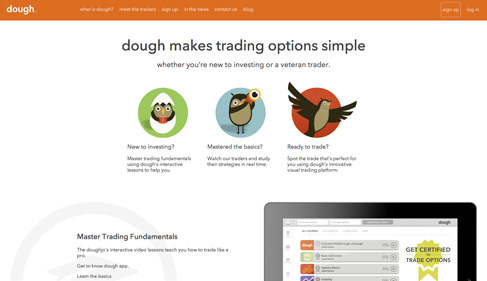 dough.
what is dough? meet the traders sign up in the news contact us blog
sign up log in
dough makes trading options simple
whether you're new to investing or a veteran trader.
New to investing?
Master trading fundamentals
using dough's interactive
lessons to help you.
Mastered the basics?
Watch our traders and study
their strategies in real time.
Ready to trade?
Spot the trade that's perfect for
you using dough's innovative
visual trading platform.
Master Trading Fundamentals
The doughjo's interactive video lessons teach you how to trade like a
pro.
Get to know dough app.
Learn the basics
dough
GET CERTIFIED
TO
TRADE OPTIONS